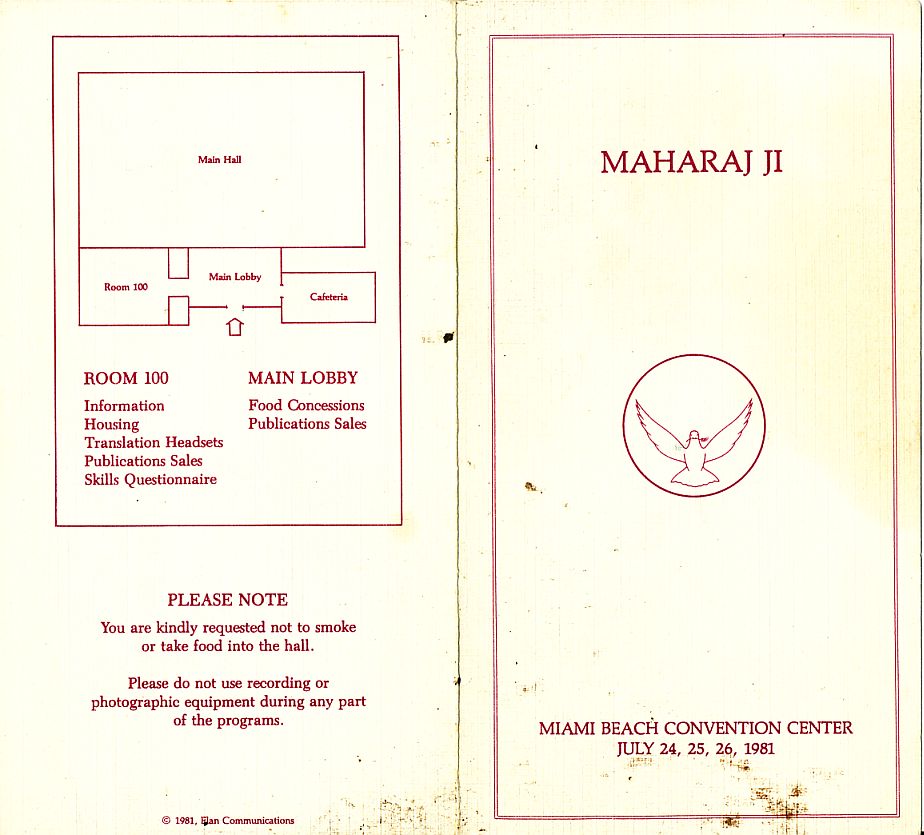 Main Hall
Room 100
Main Lobby
Cafeteria
ROOM 100
Information
Housing
Translation Headsets
Publications Sales
Skills Questionnaire
MAIN LOBBY
Food Concessions
Publications Sales
PLEASE NOTE
You are kindly requested not to smoke
or take food into the hall.
Please do not use recording or
photographic equipment during any part
of the programs.
© 1981, Elan Communications
MAHARAJ JI
MIAMI BEACH CONVENTION CENTER
JULY 24, 25, 26, 1981